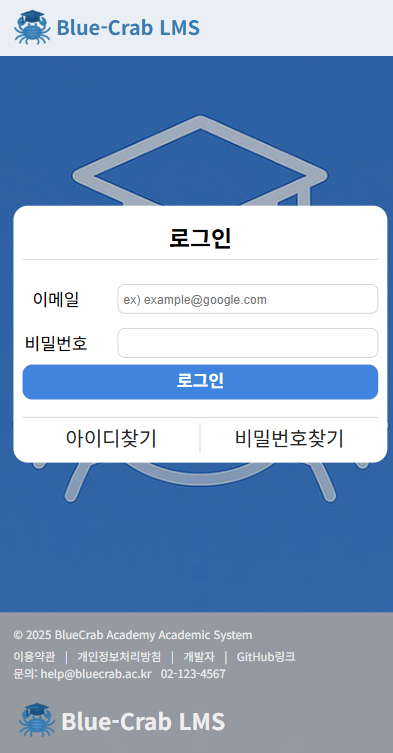 Blue-Crab LMS
로그인
이메일 ex) example@google.com
비밀번호
로그인
아이디찾기 비밀번호찾기
© 2025 BlueCrab Academy Academic System
이용약관 | 개인정보처리방침 | 개발자 | GitHub링크
문의: help@bluecrab.ac.kr 02-123-4567
Blue-Crab LMS